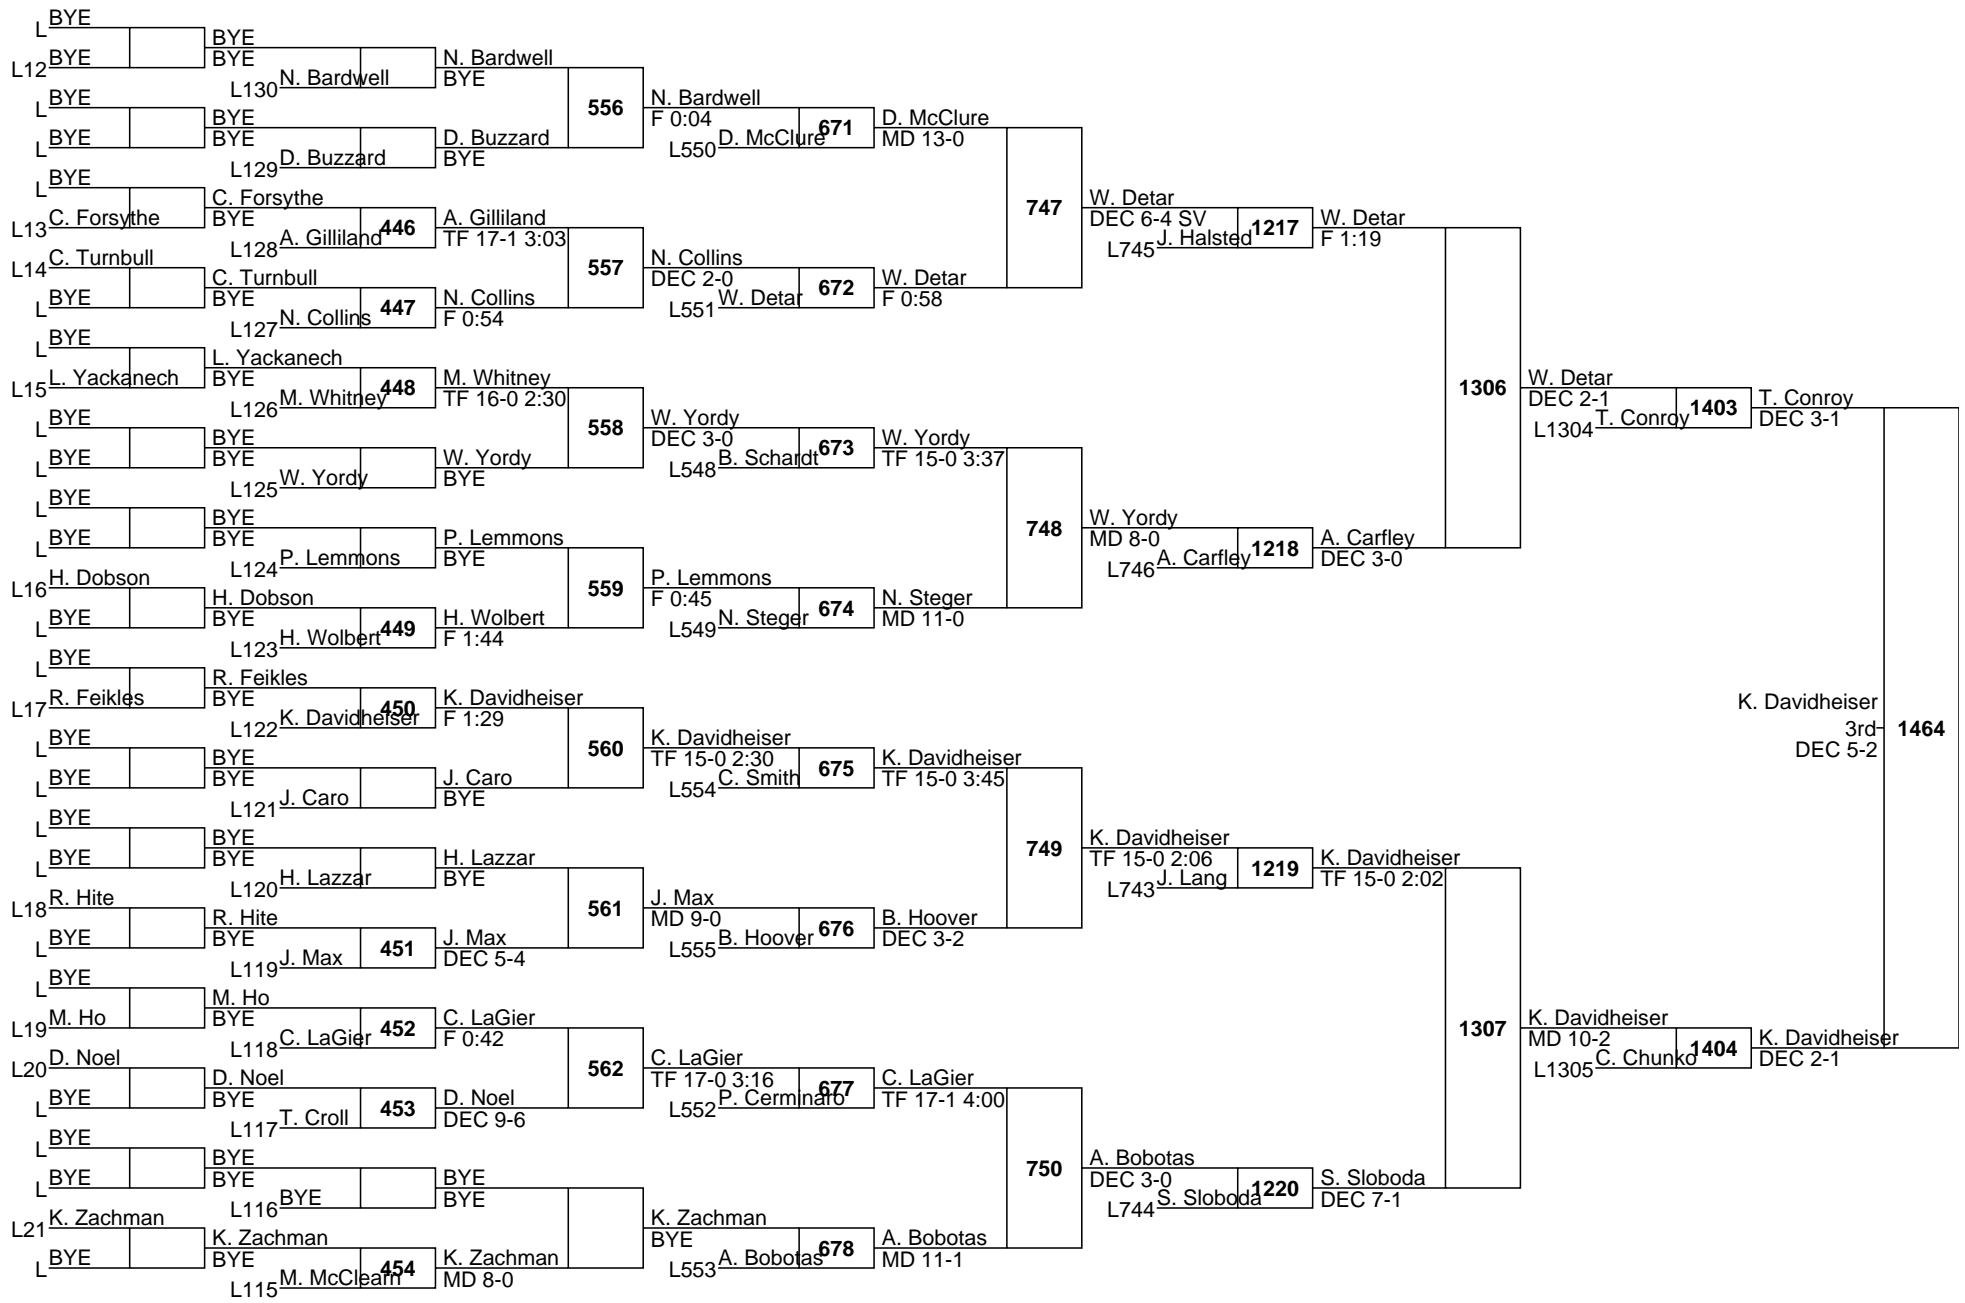 BYE
L
BYE
L12
BYE
BYE
L130 N. Bardwell
N. Bardwell
BYE
BYE
L
BYE
L
BYE
BYE
L129 D. Buzzard
D. Buzzard
BYE
556
N. Bardwell
F 0:04
L550 D. McClure
671
D. McClure
MD 13-0
BYE
L
C. Forsythe
L13
C. Forsythe
BYE
L128 A. Gilliland
446
A. Gilliland
TF 17-1 3:03
C. Turnbull
L14
BYE
L
C. Turnbull
BYE
L127 N. Collins
447
N. Collins
F 0:54
557
N. Collins
DEC 2-0
L551 W. Detar
672
W. Detar
F 0:58
747
W. Detar
DEC 6-4 SV
L745 J. Halsted
1217
W. Detar
F 1:19
BYE
L
L. Yackanech
L15
L. Yackanech
BYE
L126 M. Whitney
448
M. Whitney
TF 16-0 2:30
BYE
L
BYE
L
BYE
BYE
L125 W. Yordy
W. Yordy
BYE
558
W. Yordy
DEC 3-0
L548 B. Schardt
673
W. Yordy
TF 15-0 3:37
BYE
L
BYE
L
BYE
BYE
L124 P. Lemmons
P. Lemmons
BYE
H. Dobson
L16
BYE
L
H. Dobson
BYE
L123 H. Wolbert
449
H. Wolbert
F 1:44
559
P. Lemmons
F 0:45
L549 N. Steger
674
N. Steger
MD 11-0
748
W. Yordy
MD 8-0
L746 A. Carfley
1218
A. Carfley
DEC 3-0
1306
W. Detar
DEC 2-1
L1304 T. Conroy
1403
T. Conroy
DEC 3-1
BYE
L
R. Feikles
L17
R. Feikles
BYE
L122 K. Davidheiser
450
K. Davidheiser
F 1:29
BYE
L
BYE
L
BYE
BYE
L121 J. Caro
J. Caro
BYE
560
K. Davidheiser
TF 15-0 2:30
L554 C. Smith
675
K. Davidheiser
TF 15-0 3:45
BYE
L
BYE
L
BYE
BYE
L120 H. Lazzar
H. Lazzar
BYE
R. Hite
L18
BYE
L
R. Hite
BYE
L119 J. Max
451
J. Max
DEC 5-4
561
J. Max
MD 9-0
L555 B. Hoover
676
B. Hoover
DEC 3-2
749
K. Davidheiser
TF 15-0 2:06
L743 J. Lang
1219
K. Davidheiser
TF 15-0 2:02
BYE
L
M. Ho
L19
M. Ho
BYE
L118 C. LaGier
452
C. LaGier
F 0:42
D. Noel
L20
BYE
L
D. Noel
BYE
L117 T. Croll
453
D. Noel
DEC 9-6
562
C. LaGier
TF 17-0 3:16
L552 P. Cerminaro
677
C. LaGier
TF 17-1 4:00
BYE
L
BYE
L
BYE
BYE
L116 BYE
BYE
BYE
K. Zachman
L21
BYE
L
K. Zachman
BYE
L115 M. McClearn
454
K. Zachman
MD 8-0
K. Zachman
BYE
L553 A. Bobotas
678
A. Bobotas
MD 11-1
750
A. Bobotas
DEC 3-0
L744 S. Sloboda
1220
S. Sloboda
DEC 7-1
1307
K. Davidheiser
MD 10-2
L1305 C. Chunko
1404
K. Davidheiser
DEC 2-1
K. Davidheiser
3rd
DEC 5-2
1464